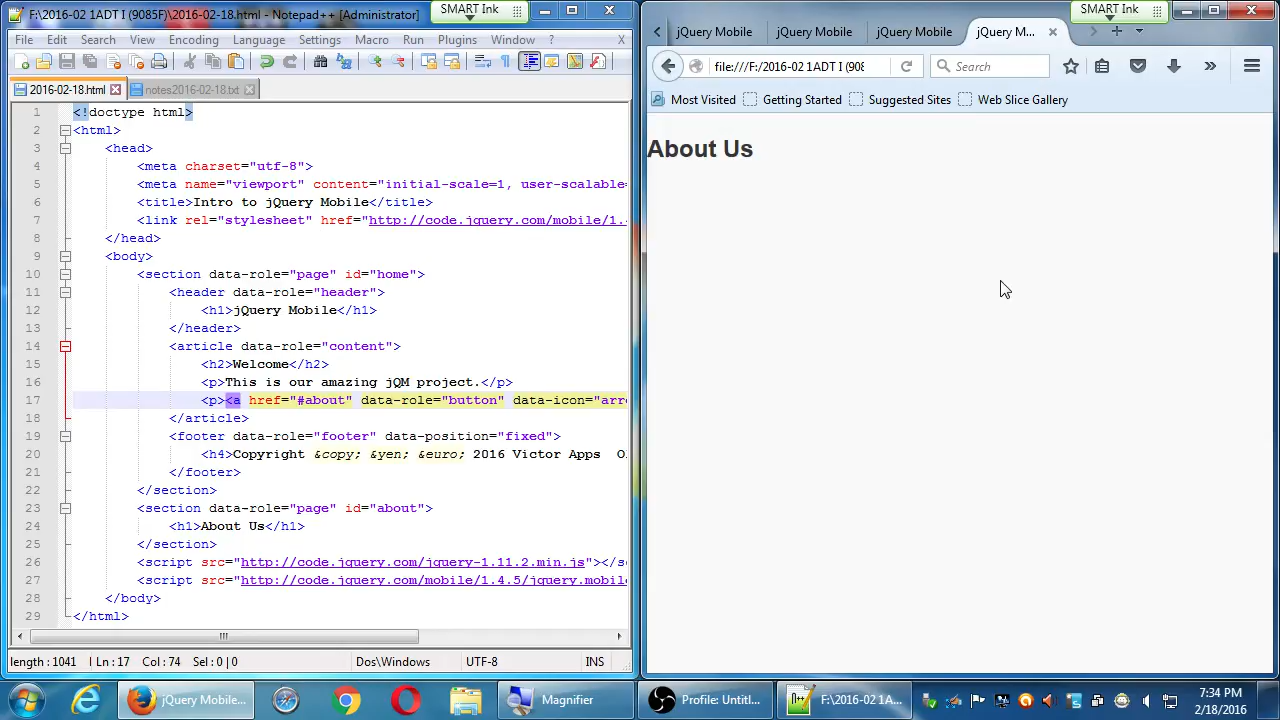 F:\2016-02 1ADT I (9085F)\2016-02-18.html - Notepad++ [Administrator]
SMART Ink
File Edit Search View Encoding Language Settings Macro Run Plugins Window ? X
2016-02-18.html
notes2016-02-18.txt
1 <!doctype html>
2 <html>
3 <head>
4 <meta charset="utf-8">
5 <meta name="viewport" content="initial-scale=1, user-scalable=
6 <title>Intro to jQuery Mobile</title>
7 <link rel="stylesheet" href="http://code.jquery.com/mobile/1.
8 </head>
9 <body>
10 <section data-role="page" id="home">
11 <header data-role="header">
12 <h1>jQuery Mobile</h1>
13 </header>
14 <article data-role="content">
15 <h2>Welcome</h2>
16 <p>This is our amazing jQM project.</p>
17 <p><a href="#about" data-role="button" data-icon="arr
18 </article>
19 <footer data-role="footer" data-position="fixed">
20 <h4>Copyright &copy; &yen; &euro; 2016 Victor Apps
21 </footer>
22 </section>
23 <section data-role="page" id="about">
24 <h1>About Us</h1>
25 </section>
26 <script src="http://code.jquery.com/jquery-1.11.2.min.js"></s
27 <script src="http://code.jquery.com/mobile/1.4.5/jquery.mobile
28 </body>
29 </html>
length : 1041 l Ln : 17 Col : 74 Sel : 0 | 0 Dos\Windows UTF-8 INS
SMART Ink
jQuery Mobile
jQuery Mobile
jQuery Mobile
jQuery M...
file:///F:/2016-02 1ADT I (908
Search
Most Visited Getting Started Suggested Sites Web Slice Gallery
About Us
jQuery Mobile...
Magnifier
Profile: Untitl...
F:\2016-02 1A...
7:34 PM
2/18/2016